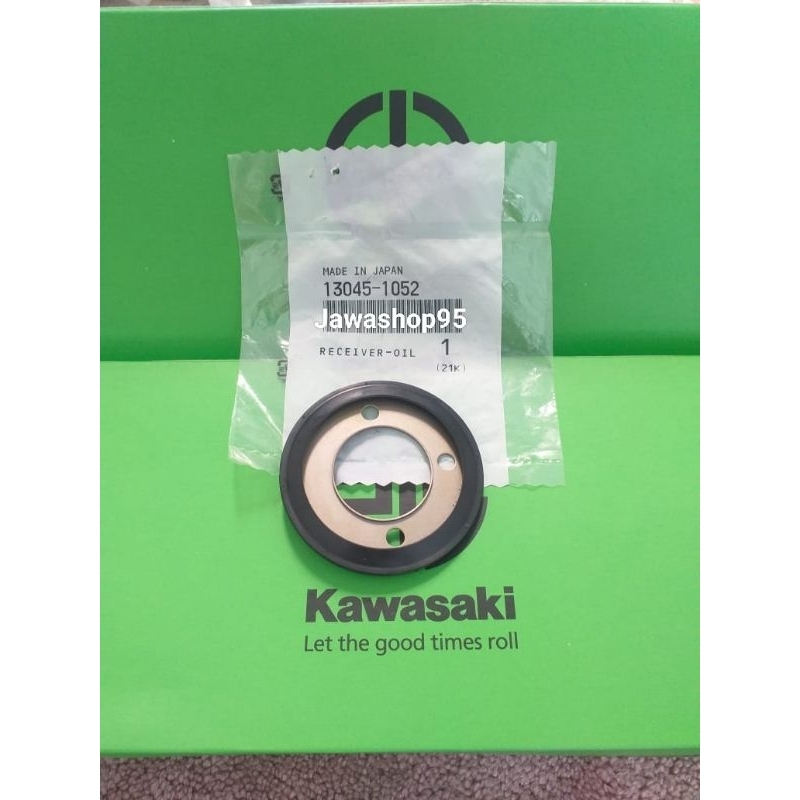 MADE IN JAPAN
13045-1052
Jawashop95
RECEIVER-OIL 1
(21K)
Kawasaki
Let the good times roll